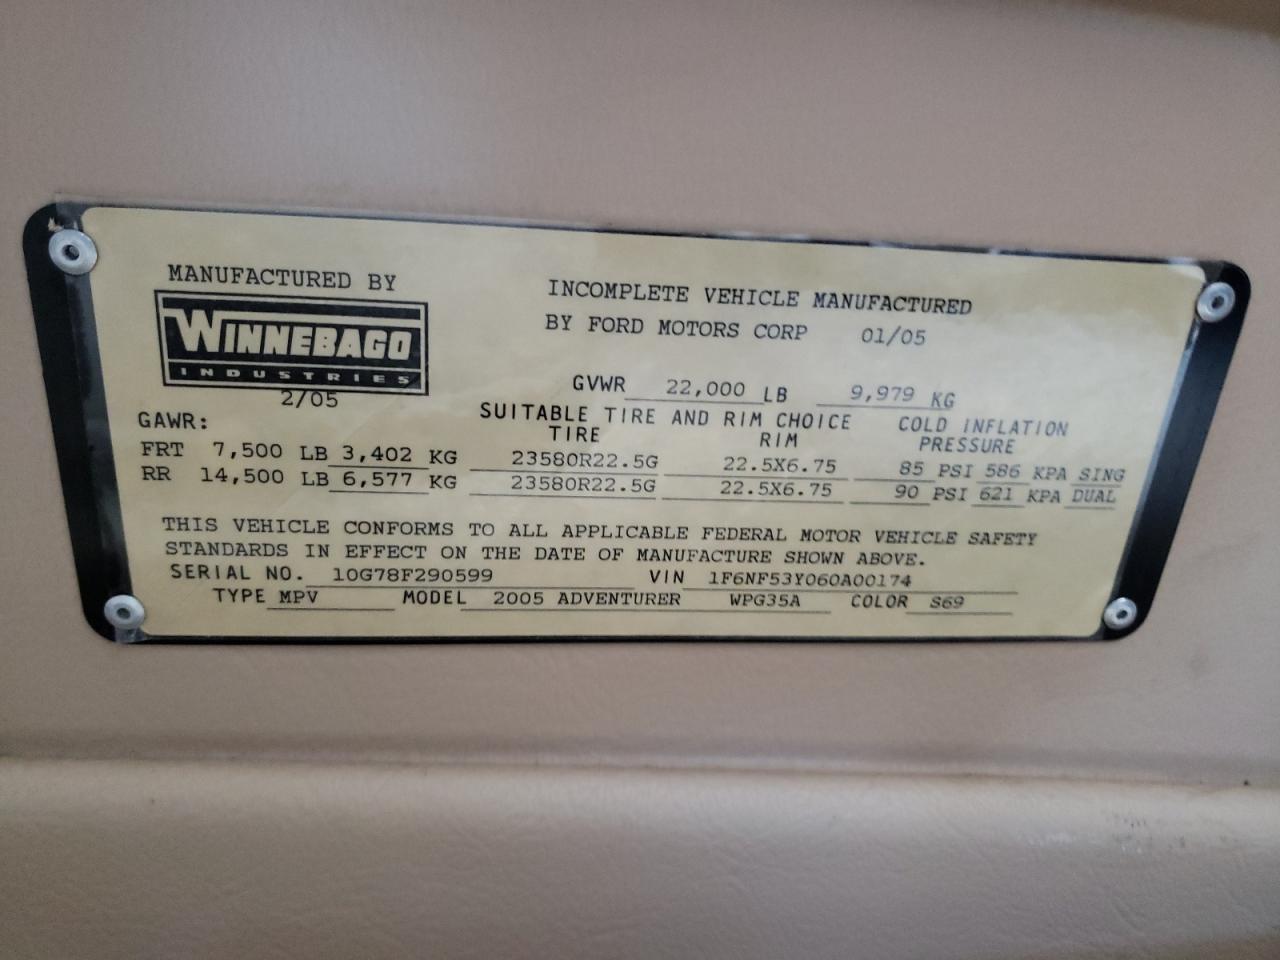 MANUFACTURED BY
WINNEBAGO
INDUSTRIES
2/05
INCOMPLETE VEHICLE MANUFACTURED
BY FORD MOTORS CORP 01/05
GVWR 22,000 LB 9,979 KG
GAWR: SUITABLE TIRE AND RIM CHOICE COLD INFLATION
TIRE RIM PRESSURE
FRT 7,500 LB 3,402 KG 23580R22.5G 22.5X6.75 85 PSI 586 KPA SING
RR 14,500 LB 6,577 KG 23580R22.5G 22.5X6.75 90 PSI 621 KPA DUAL
THIS VEHICLE CONFORMS TO ALL APPLICABLE FEDERAL MOTOR VEHICLE SAFETY
STANDARDS IN EFFECT ON THE DATE OF MANUFACTURE SHOWN ABOVE.
SERIAL NO. 10G78F290599 VIN 1F6NF53Y060A00174
TYPE MPV MODEL 2005 ADVENTURER WPG35A COLOR S69